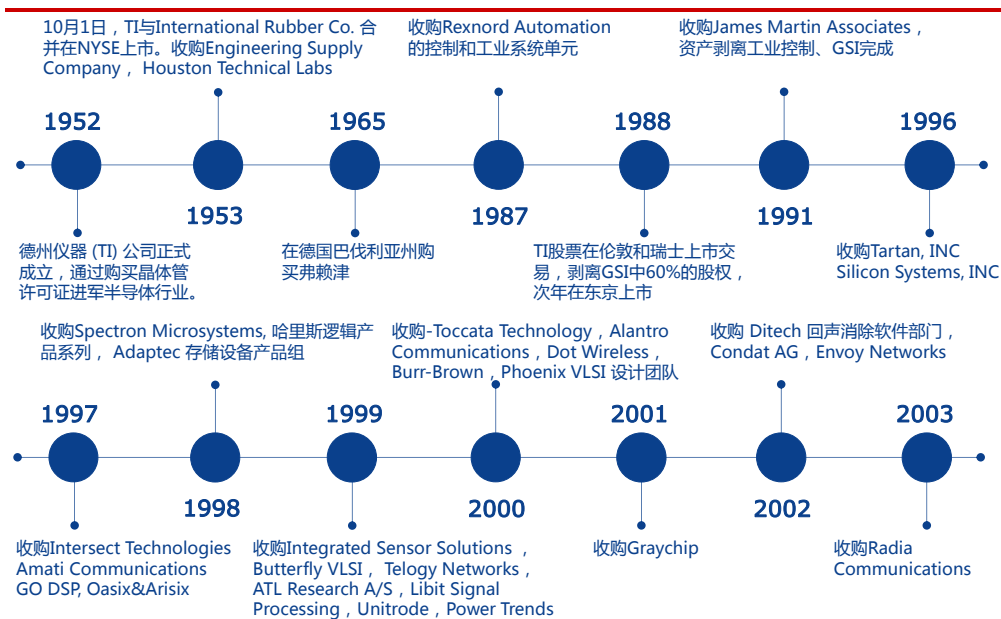 10月1日，TI与International Rubber Co. 合
并在NYSE上市。收购Engineering Supply
Company ， Houston Technical Labs
收购Rexnord Automation
的控制和工业系统单元
收购James Martin Associates，
资产剥离工业控制、GSI完成
1952
1953
1965
1987
1988
1991
1996
德州仪器 (TI) 公司正式
成立，通过购买晶体管
许可证进军半导体行业。
在德国巴伐利亚州购
买弗赖津
TI股票在伦敦和瑞士上市交
易，剥离GSI中60%的股权，
次年在东京上市
收购Tartan, INC
Silicon Systems, INC
收购Spectron Microsystems, 哈里斯逻辑产
品系列， Adaptec 存储设备产品组
收购-Toccata Technology，Alantro
Communications，Dot Wireless，
Burr-Brown，Phoenix VLSI 设计团队
收购 Ditech 回声消除软件部门，
Condat AG，Envoy Networks
1997
1998
1999
2000
2001
2002
2003
收购Intersect Technologies
Amati Communications
GO DSP, Oasix&Arisix
收购Integrated Sensor Solutions ，
Butterfly VLSI， Telogy Networks，
ATL Research A/S，Libit Signal
Processing，Unitrode，Power Trends
收购Graychip
收购Radia
Communications